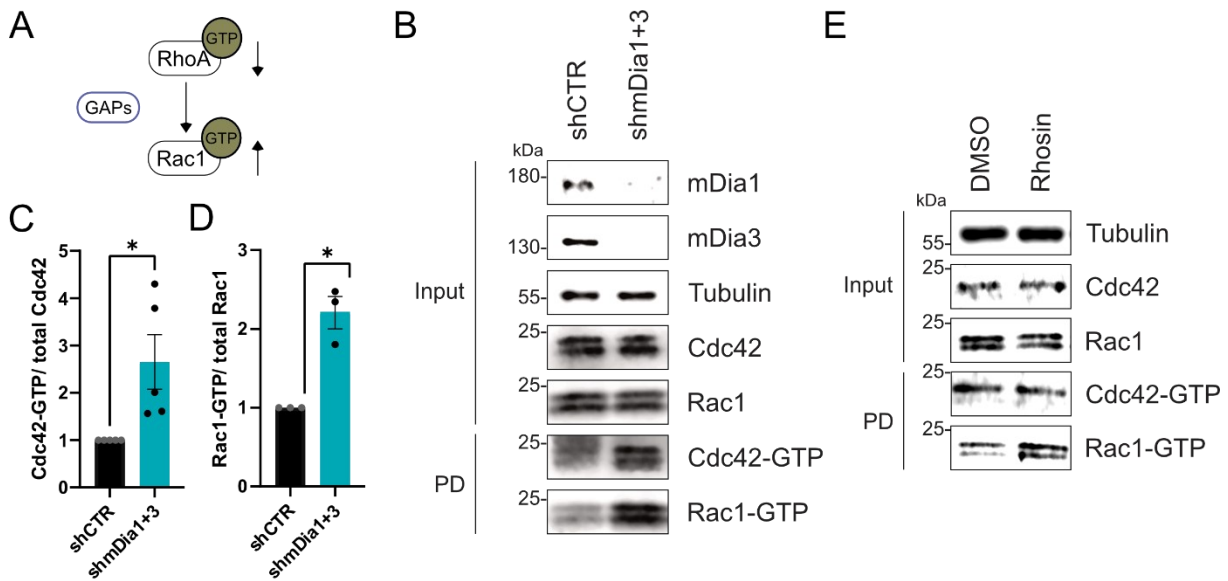 A
GTP
RhoA
GAPs
GTP
Rac1
B
shCTR
shmDia1+3
kDa
180
mDia1
130
mDia3
Input
55
Tubulin
25
Cdc42
25
Rac1
PD
25
Cdc42-GTP
25
Rac1-GTP
C
Cdc42-GTP/ total Cdc42
5
4
3
2
1
0
*
shCTR
shmDia1+3
D
Rac1-GTP/ total Rac1
3
2
1
0
*
shCTR
shmDia1+3
E
DMSO
Rhosin
kDa
Input
55
Tubulin
25
Cdc42
Rac1
PD
25
Cdc42-GTP
25
Rac1-GTP